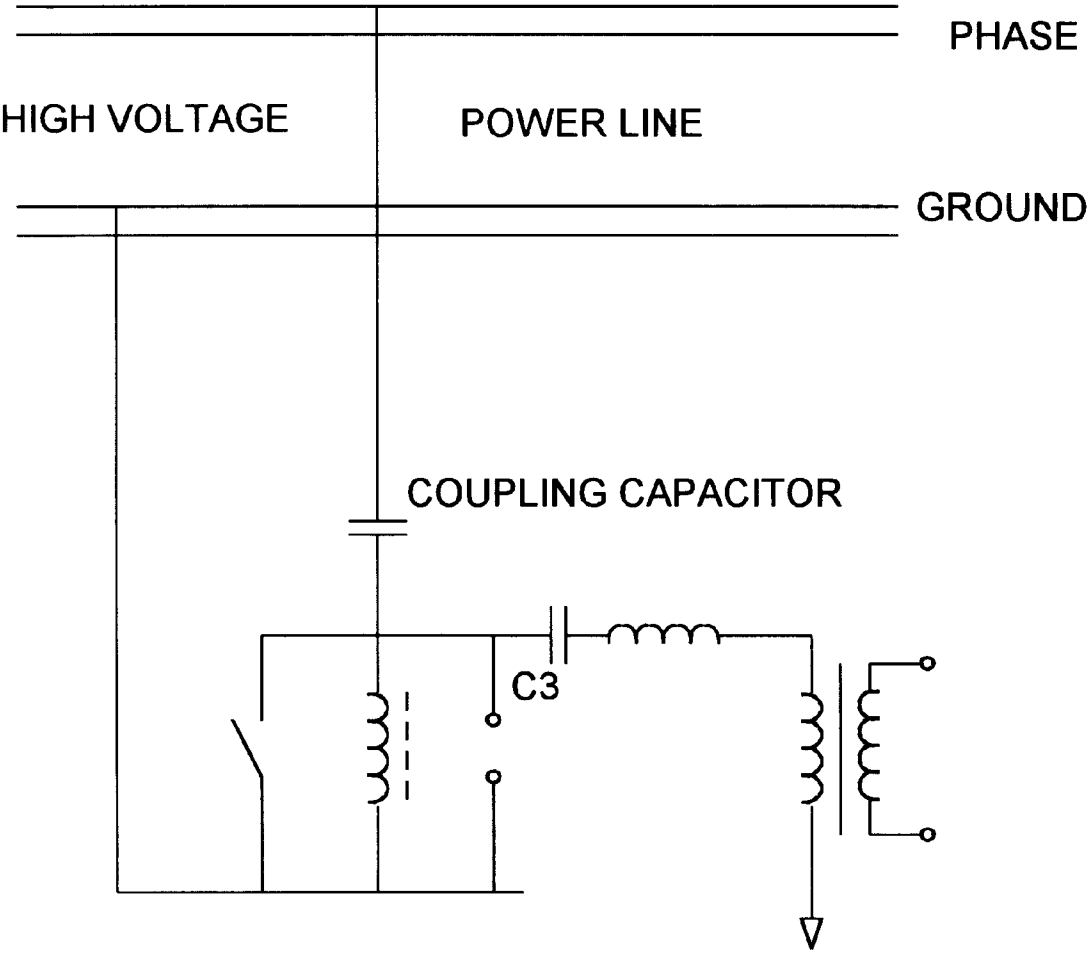 PHASE
HIGH VOLTAGE
POWER LINE
GROUND
COUPLING CAPACITOR
C3